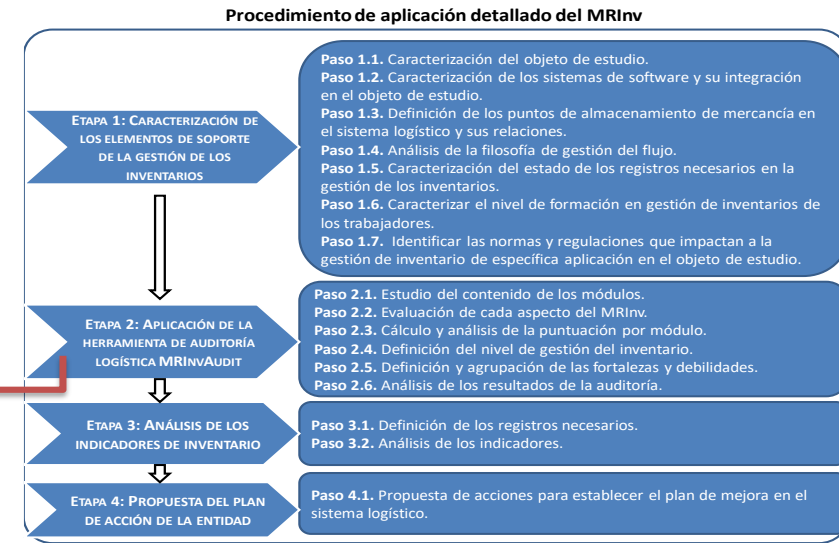 Procedimiento de aplicación detallado del MRInv
ETAPA 1: CARACTERIZACIÓN DE
LOS ELEMENTOS DE SOPORTE
DE LA GESTIÓN DE LOS
INVENTARIOS
Paso 1.1. Caracterización del objeto de estudio.
Paso 1.2. Caracterización de los sistemas de software y su integración
en el objeto de estudio.
Paso 1.3. Definición de los puntos de almacenamiento de mercancía en
el sistema logístico y sus relaciones.
Paso 1.4. Análisis de la filosofía de gestión del flujo.
Paso 1.5. Caracterización del estado de los registros necesarios en la
gestión de los inventarios.
Paso 1.6. Caracterizar el nivel de formación en gestión de inventarios de
los trabajadores.
Paso 1.7. Identificar las normas y regulaciones que impactan a la
gestión de inventario de específica aplicación en el objeto de estudio.
ETAPA 2: APLICACIÓN DE LA
HERRAMIENTA DE AUDITORÍA
LOGÍSTICA MRINVAUDIT
Paso 2.1. Estudio del contenido de los módulos.
Paso 2.2. Evaluación de cada aspecto del MRInv.
Paso 2.3. Cálculo y análisis de la puntuación por módulo.
Paso 2.4. Definición del nivel de gestión del inventario.
Paso 2.5. Definición y agrupación de las fortalezas y debilidades.
Paso 2.6. Análisis de los resultados de la auditoría.
ETAPA 3: ANÁLISIS DE LOS
INDICADORES DE INVENTARIO
Paso 3.1. Definición de los registros necesarios.
Paso 3.2. Análisis de los indicadores.
ETAPA 4: PROPUESTA DEL PLAN
DE ACCIÓN DE LA ENTIDAD
Paso 4.1. Propuesta de acciones para establecer el plan de mejora en el
sistema logístico.